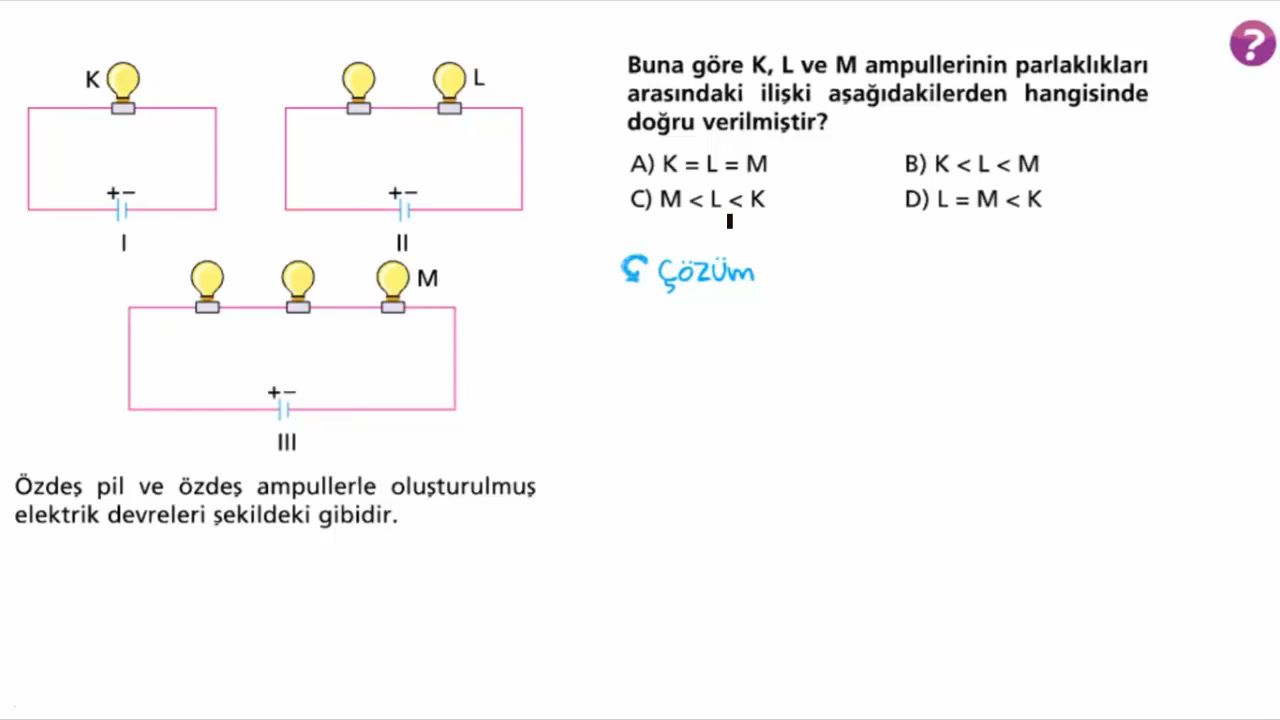 K
L
+−
+−
I
II
M
+−
III
Özdeş pil ve özdeş ampullerle oluşturulmuş
elektrik devreleri şekildeki gibidir.
?
Buna göre K, L ve M ampullerinin parlaklıkları
arasındaki ilişki aşağıdakilerden hangisinde
doğru verilmiştir?
A) K = L = M B) K < L < M
C) M < L < K D) L = M < K
Çözüm